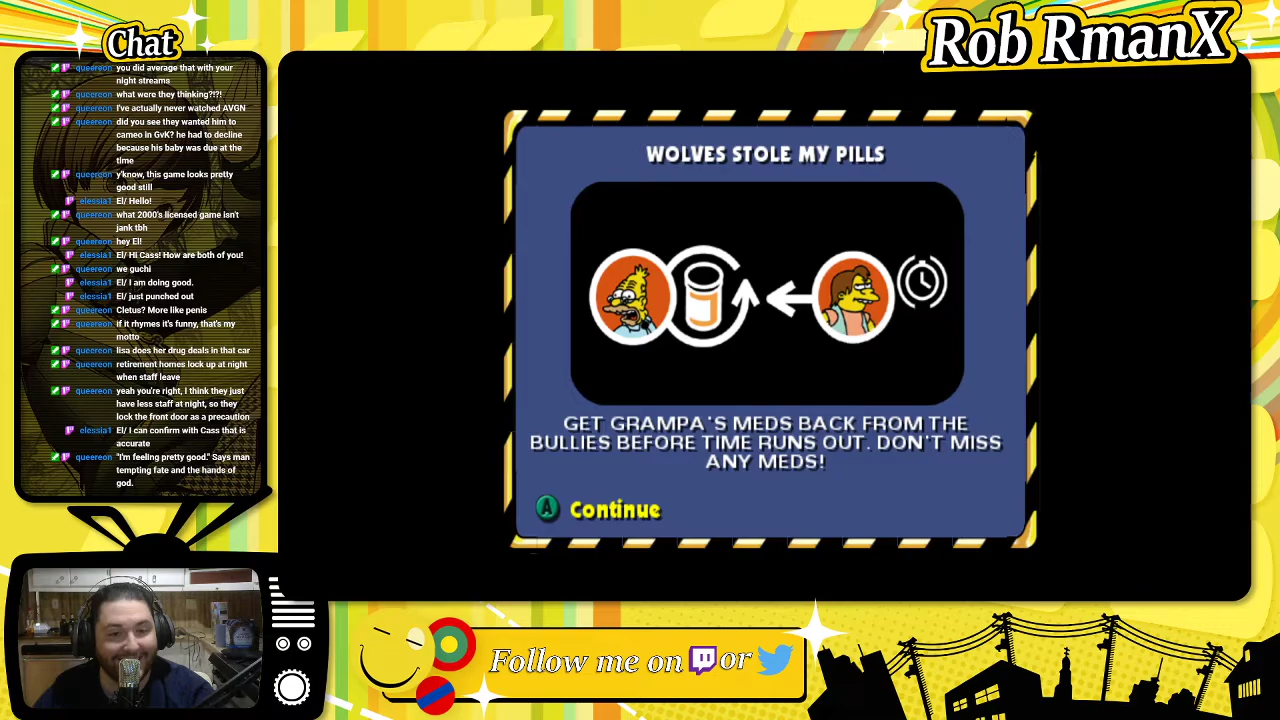 Chat
Rob RmanX
queereon you did average that with your
night streams
queereon what were they thinking?!?!
queereon I've actually never watched AVGN
queereon did you see they wanted him to
cameo in GvK? he had to decline
because his baby was due at the
time
queereon y'know, this game looks pretty
good still
elessia1 El/ Hello!
queereon what 2000's licensed game isn't
jank tbh
queereon hey El!
elessia1 El/ Hi Cass! How are both of you!
queereon we guchi
elessia1 El/ I am doing good.
elessia1 El/ just punched out
queereon Cletus? More like penis
queereon if it rhymes it's funny, that's my
motto
queereon lisa does her drug deals in that car
queereon retirement homes lock up at night
when staff leave
queereon yeah you're right, I think they just
have less staff at night, so they
lock the front door as a precaution
elessia1 El/ I can confirm with Cass that is
accurate
queereon "I'm feeling pretty good." Says man
tempting fate and the hands of
god.
WOLVES STOLE MY PILLS
GET GRAMPA'S MEDS BACK FROM THE
BULLIES BEFORE TIME RUNS OUT. DON'T MISS
ANY MEDS!
A Continue
Follow me on or